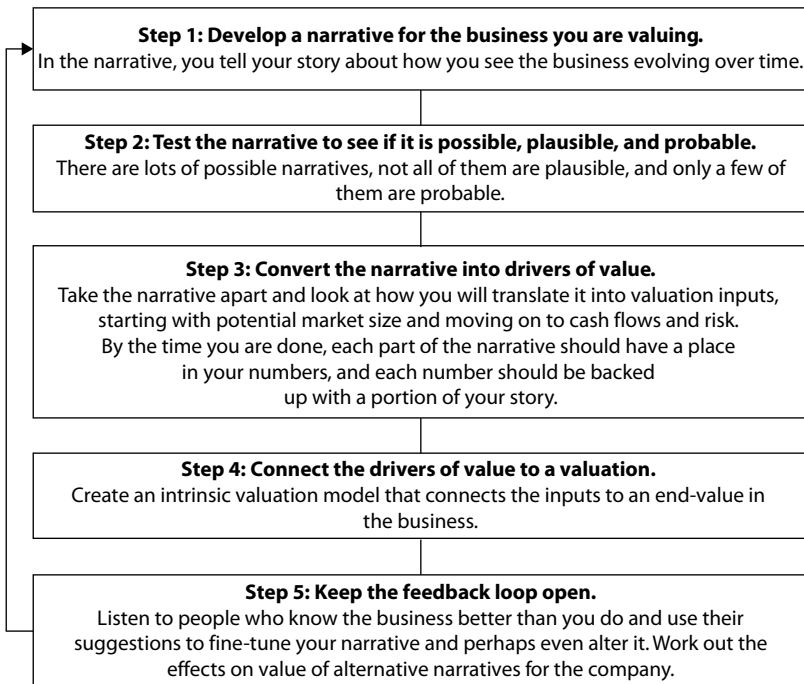 Step 1: Develop a narrative for the business you are valuing.
In the narrative, you tell your story about how you see the business evolving over time.
Step 2: Test the narrative to see if it is possible, plausible, and probable.
There are lots of possible narratives, not all of them are plausible, and only a few of
them are probable.
Step 3: Convert the narrative into drivers of value.
Take the narrative apart and look at how you will translate it into valuation inputs,
starting with potential market size and moving on to cash flows and risk.
By the time you are done, each part of the narrative should have a place
in your numbers, and each number should be backed
up with a portion of your story.
Step 4: Connect the drivers of value to a valuation.
Create an intrinsic valuation model that connects the inputs to an end-value in
the business.
Step 5: Keep the feedback loop open.
Listen to people who know the business better than you do and use their
suggestions to fine-tune your narrative and perhaps even alter it. Work out the
effects on value of alternative narratives for the company.